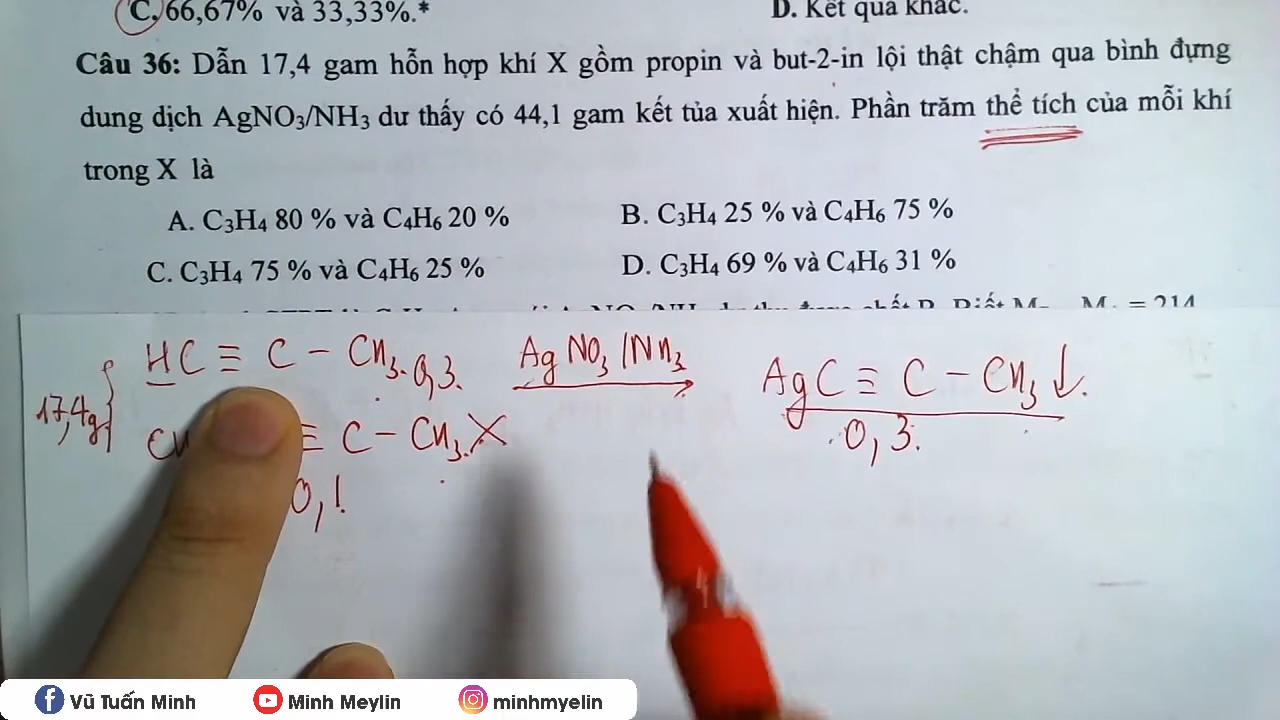 C. 66,67% và 33,33%.*
D. Kết quả khác.
Câu 36: Dẫn 17,4 gam hỗn hợp khí X gồm propin và but-2-in lội thật chậm qua bình đựng
dung dịch AgNO3/NH3 dư thấy có 44,1 gam kết tủa xuất hiện. Phần trăm thể tích của mỗi khí
trong X là
A. C3H4 80 % và C4H6 20 %
B. C3H4 25 % và C4H6 75 %
C. C3H4 75 % và C4H6 25 %
D. C3H4 69 % và C4H6 31 %
= 214
17,4g
HC ≡ C – CH3. 0,3.
AgNO3/NH3
AgC ≡ C – CH3 ↓.
≡ C – CH3. X
0,3.
0,1
Vũ Tuấn Minh
Minh Meylin
minhmyelin